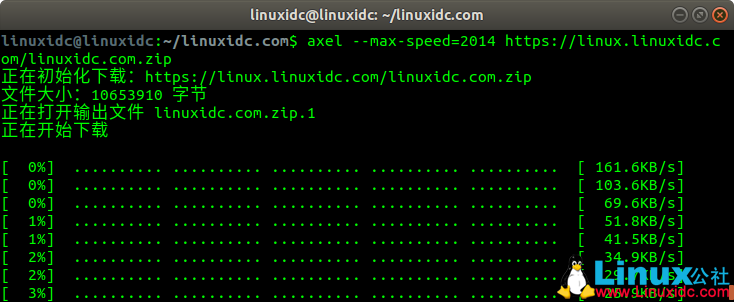 linuxidc@linuxidc: ~/linuxidc.com
linuxidc@linuxidc:~/linuxidc.com$ axel --max-speed=2014 https://linux.linuxidc.c
om/linuxidc.com.zip
正在初始化下载: https://linux.linuxidc.com/linuxidc.com.zip
文件大小: 10653910 字节
正在打开输出文件 linuxidc.com.zip.1
正在开始下载
[  0%]  .......... .......... .......... .......... ..........  [ 161.6KB/s]
[  0%]  .......... .......... .......... .......... ..........  [ 103.6KB/s]
[  0%]  .......... .......... .......... .......... ..........  [  69.6KB/s]
[  1%]  .......... .......... .......... .......... ..........  [  51.8KB/s]
[  1%]  .......... .......... .......... .......... ..........  [  41.5KB/s]
[  2%]  .......... .......... .......... .......... ..........  [  34.9KB/s]
[  2%]  .......... .......... .......... .......... ..........
[  3%]  .......... .......... .......... .......... ..........
Linux公社
www.linuxidc.com